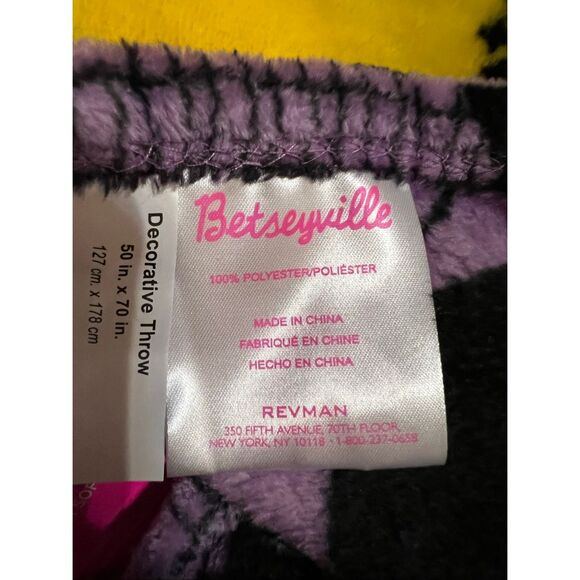 Betseyville
100% POLYESTER/POLIÉSTER
MADE IN CHINA
FABRIQUÉ EN CHINE
HECHO EN CHINA
REVMAN
350 FIFTH AVENUE, 70TH FLOOR,
NEW YORK, NY 10118 · 1-800-237-0658
Decorative Throw
50 in. x 70 in.
127 cm. x 178 cm